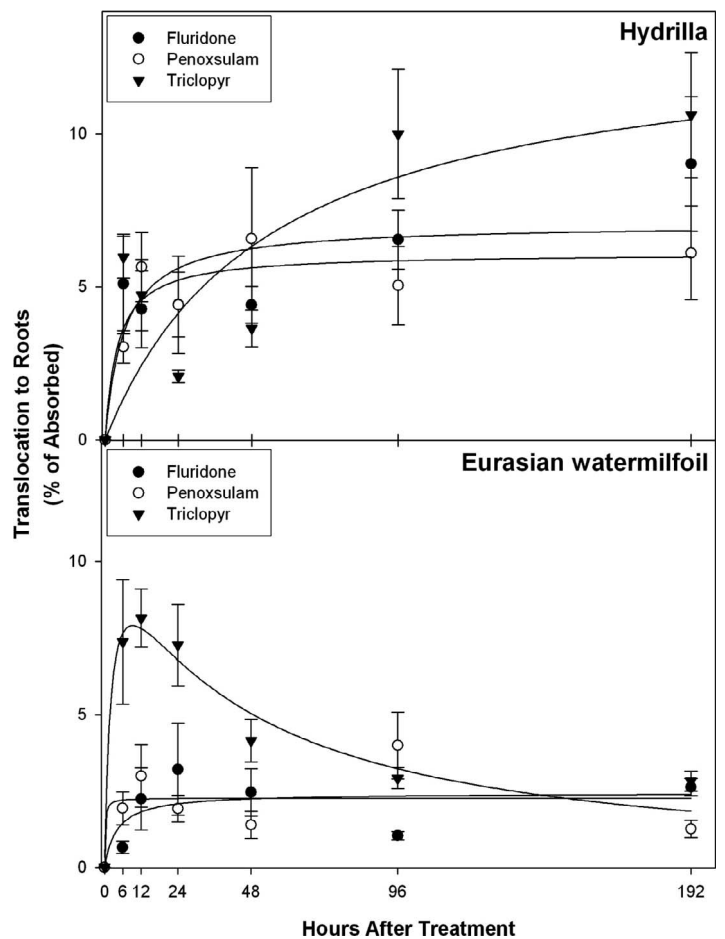 Hydrilla
Fluridone
Penoxsulam
Triclopyr
10
5
0
Translocation to Roots
(% of Absorbed)
Eurasian watermilfoil
Fluridone
Penoxsulam
Triclopyr
10
5
0
0 6 12 24 48 96 192
Hours After Treatment